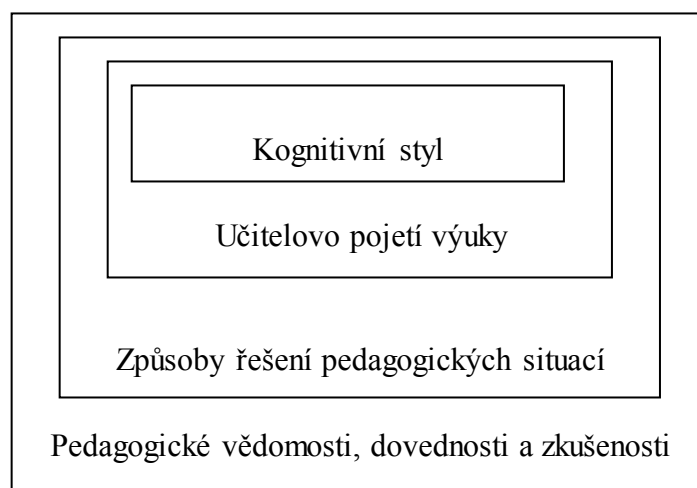 Kognitivní styl
Učitelovo pojetí výuky
Způsoby řešení pedagogických situací
Pedagogické vědomosti, dovednosti a zkušenosti